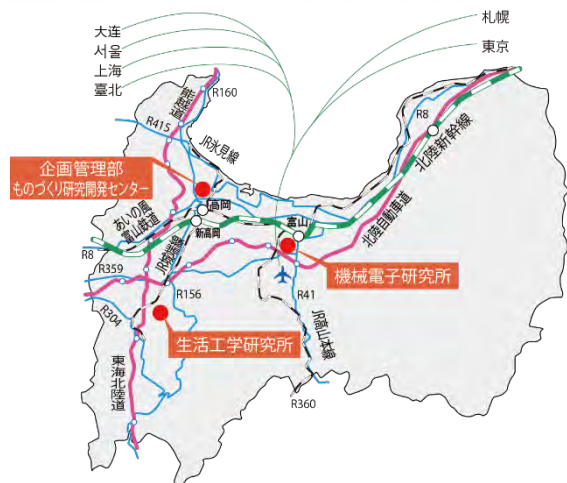 大连
서울
上海
臺北
札幌
東京
能越道
R160
R415
JR氷見線
R8
北陸新幹線
企画管理部
ものづくり研究開発センター
高岡
あいの風
富山鉄道
新高岡
富山
北陸自動車道
R8
JR城端線
機械電子研究所
R359
R156
R41
R304
生活工学研究所
JR高山本線
東海北陸道
R360